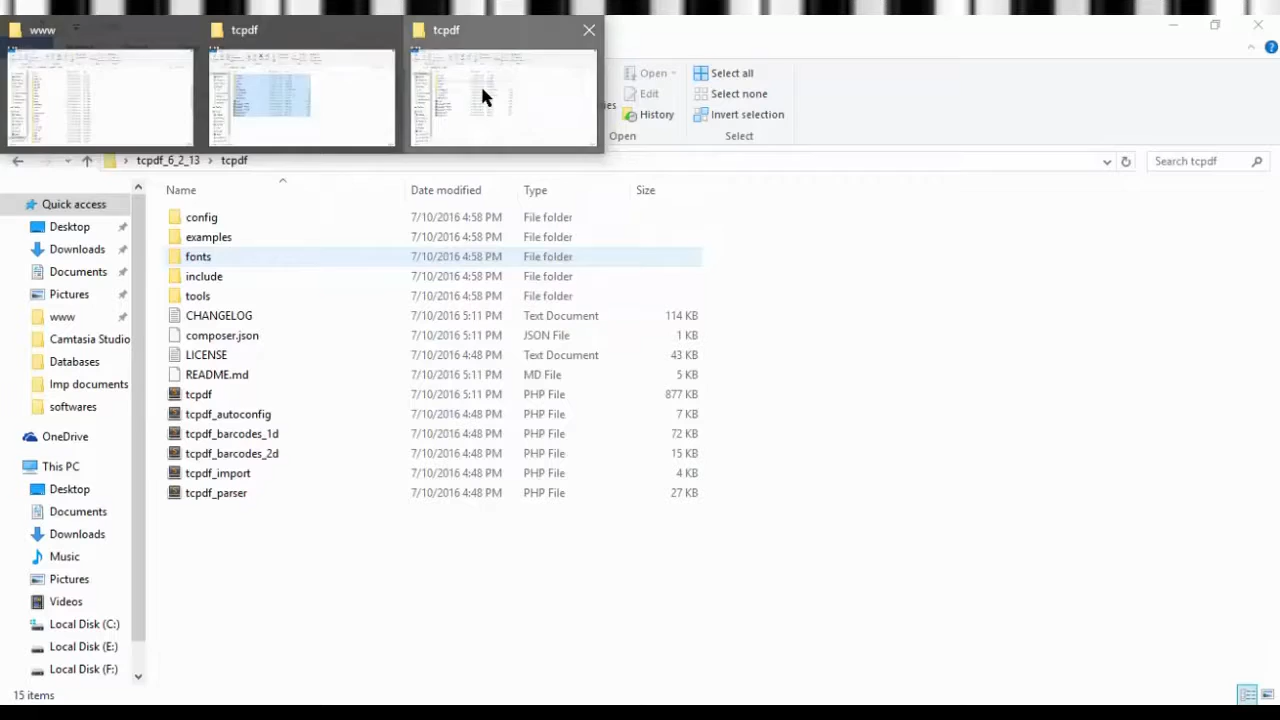 www
tcpdf
tcpdf
Open
Edit
History
Open
Select all
Select none
Invert selection
Select
tcpdf_6_2_13 › tcpdf
Search tcpdf
Name Date modified Type Size
Quick access
Desktop
Downloads
Documents
Pictures
www
Camtasia Studio
Databases
Imp documents
softwares
OneDrive
This PC
Desktop
Documents
Downloads
Music
Pictures
Videos
Local Disk (C:)
Local Disk (E:)
Local Disk (F:)
config 7/10/2016 4:58 PM File folder
examples 7/10/2016 4:58 PM File folder
fonts 7/10/2016 4:58 PM File folder
include 7/10/2016 4:58 PM File folder
tools 7/10/2016 4:58 PM File folder
CHANGELOG 7/10/2016 5:11 PM Text Document 114 KB
composer.json 7/10/2016 5:11 PM JSON File 1 KB
LICENSE 7/10/2016 4:48 PM Text Document 43 KB
README.md 7/10/2016 5:11 PM MD File 5 KB
tcpdf 7/10/2016 5:11 PM PHP File 877 KB
tcpdf_autoconfig 7/10/2016 4:48 PM PHP File 7 KB
tcpdf_barcodes_1d 7/10/2016 4:48 PM PHP File 72 KB
tcpdf_barcodes_2d 7/10/2016 4:48 PM PHP File 15 KB
tcpdf_import 7/10/2016 4:48 PM PHP File 4 KB
tcpdf_parser 7/10/2016 4:48 PM PHP File 27 KB
15 items